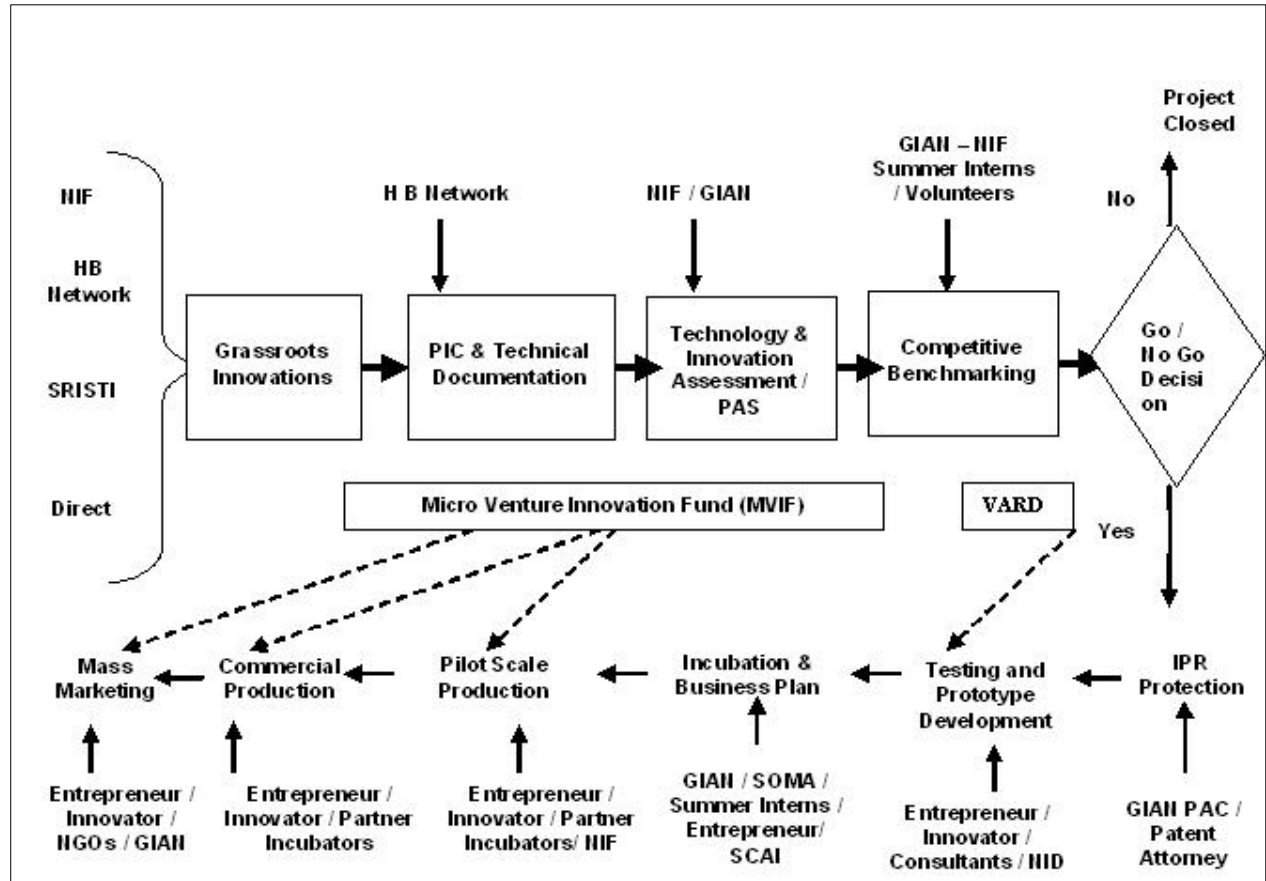 Project
Closed
GIAN – NIF
Summer Interns
/ Volunteers
NIF
H B Network
NIF / GIAN
No
HB
Network
Grassroots
Innovations
PIC & Technical
Documentation
Technology &
Innovation
Assessment /
PAS
Competitive
Benchmarking
Go /
No Go
Decisi
on
SRISTI
Direct
Micro Venture Innovation Fund (MVIF)
VARD
Yes
Mass
Marketing
Commercial
Production
Pilot Scale
Production
Incubation &
Business Plan
Testing and
Prototype
Development
IPR
Protection
Entrepreneur /
Innovator /
NGOs / GIAN
Entrepreneur /
Innovator / Partner
Incubators
Entrepreneur /
Innovator / Partner
Incubators/ NIF
GIAN / SOMA /
Summer Interns /
Entrepreneur/
SCAI
Entrepreneur /
Innovator /
Consultants / NID
GIAN PAC /
Patent
Attorney